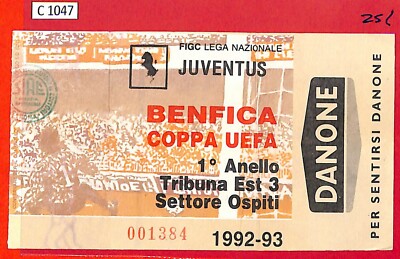 C 1047
25/
FIGC LEGA NAZIONALE
JUVENTUS
BENFICA
COPPA UEFA
1° Anello
Tribuna Est 3
Settore Ospiti
001384
1992-93
DANONE
PER SENTIRSI DANONE